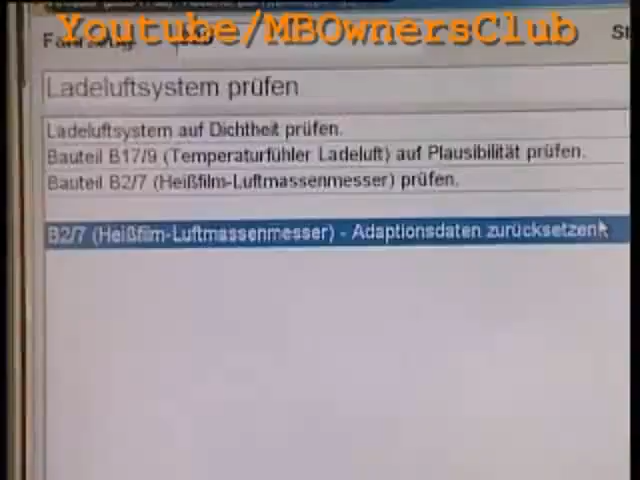 Youtube/MBOwnersClub
St
Ladeluftsystem prüfen
Ladeluftsystem auf Dichtheit prüfen.
Bauteil B17/9 (Temperaturfühler Ladeluft) auf Plausibilität prüfen.
Bauteil B2/7 (Heißfilm-Luftmassenmesser) prüfen.
B2/7 (Heißfilm-Luftmassenmesser) - Adaptionsdaten zurücksetzen